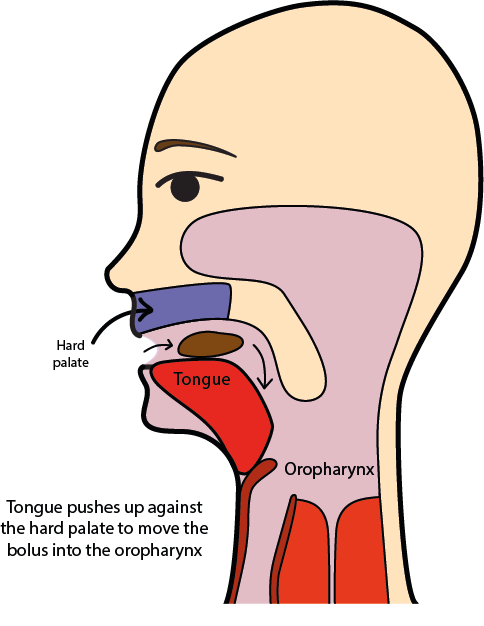 Hard
palate
Tongue
Oropharynx
Tongue pushes up against
the hard palate to move the
bolus into the oropharynx